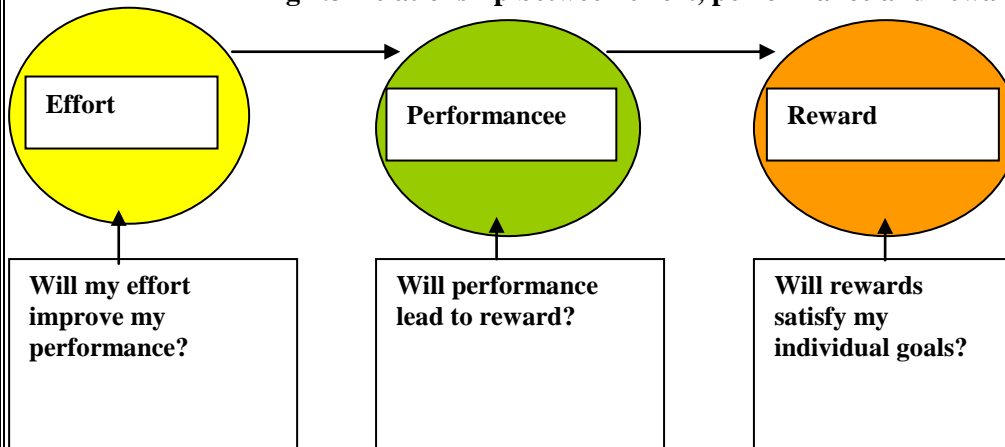 Effort
Performancee
Reward
Will my effort
improve my
performance?
Will performance
lead to reward?
Will rewards
satisfy my
individual goals?